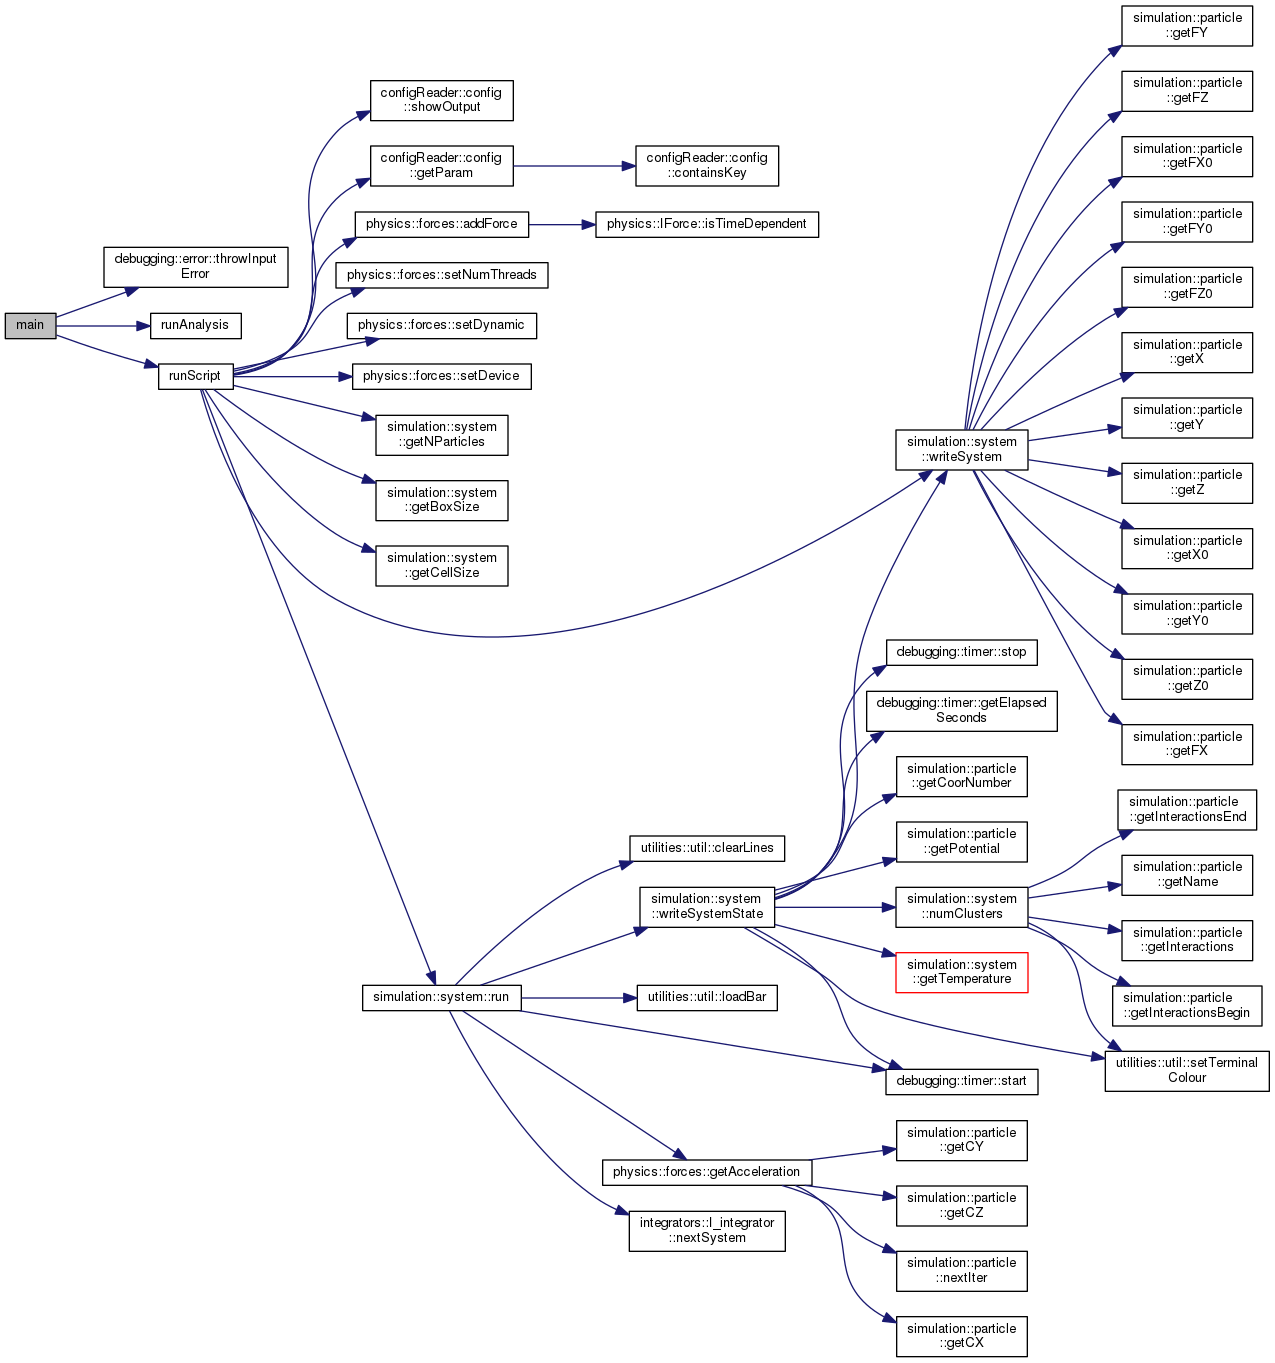 main
debugging::error::throwInput
Error
runAnalysis
runScript
configReader::config
::showOutput
configReader::config
::getParam
physics::forces::addForce
physics::forces::setNumThreads
physics::forces::setDynamic
physics::forces::setDevice
simulation::system
::getNParticles
simulation::system
::getBoxSize
simulation::system
::getCellSize
simulation::system::run
configReader::config
::containsKey
physics::IForce::isTimeDependent
utilities::util::clearLines
simulation::system
::writeSystemState
utilities::util::loadBar
physics::forces::getAcceleration
integrators::I_integrator
::nextSystem
simulation::system
::writeSystem
debugging::timer::stop
debugging::timer::getElapsed
Seconds
simulation::particle
::getCoorNumber
simulation::particle
::getPotential
simulation::system
::numClusters
simulation::system
::getTemperature
debugging::timer::start
simulation::particle
::getCY
simulation::particle
::getCZ
simulation::particle
::nextIter
simulation::particle
::getCX
simulation::particle
::getFY
simulation::particle
::getFZ
simulation::particle
::getFX0
simulation::particle
::getFY0
simulation::particle
::getFZ0
simulation::particle
::getX
simulation::particle
::getY
simulation::particle
::getZ
simulation::particle
::getX0
simulation::particle
::getY0
simulation::particle
::getZ0
simulation::particle
::getFX
simulation::particle
::getInteractionsEnd
simulation::particle
::getName
simulation::particle
::getInteractions
simulation::particle
::getInteractionsBegin
utilities::util::setTerminal
Colour